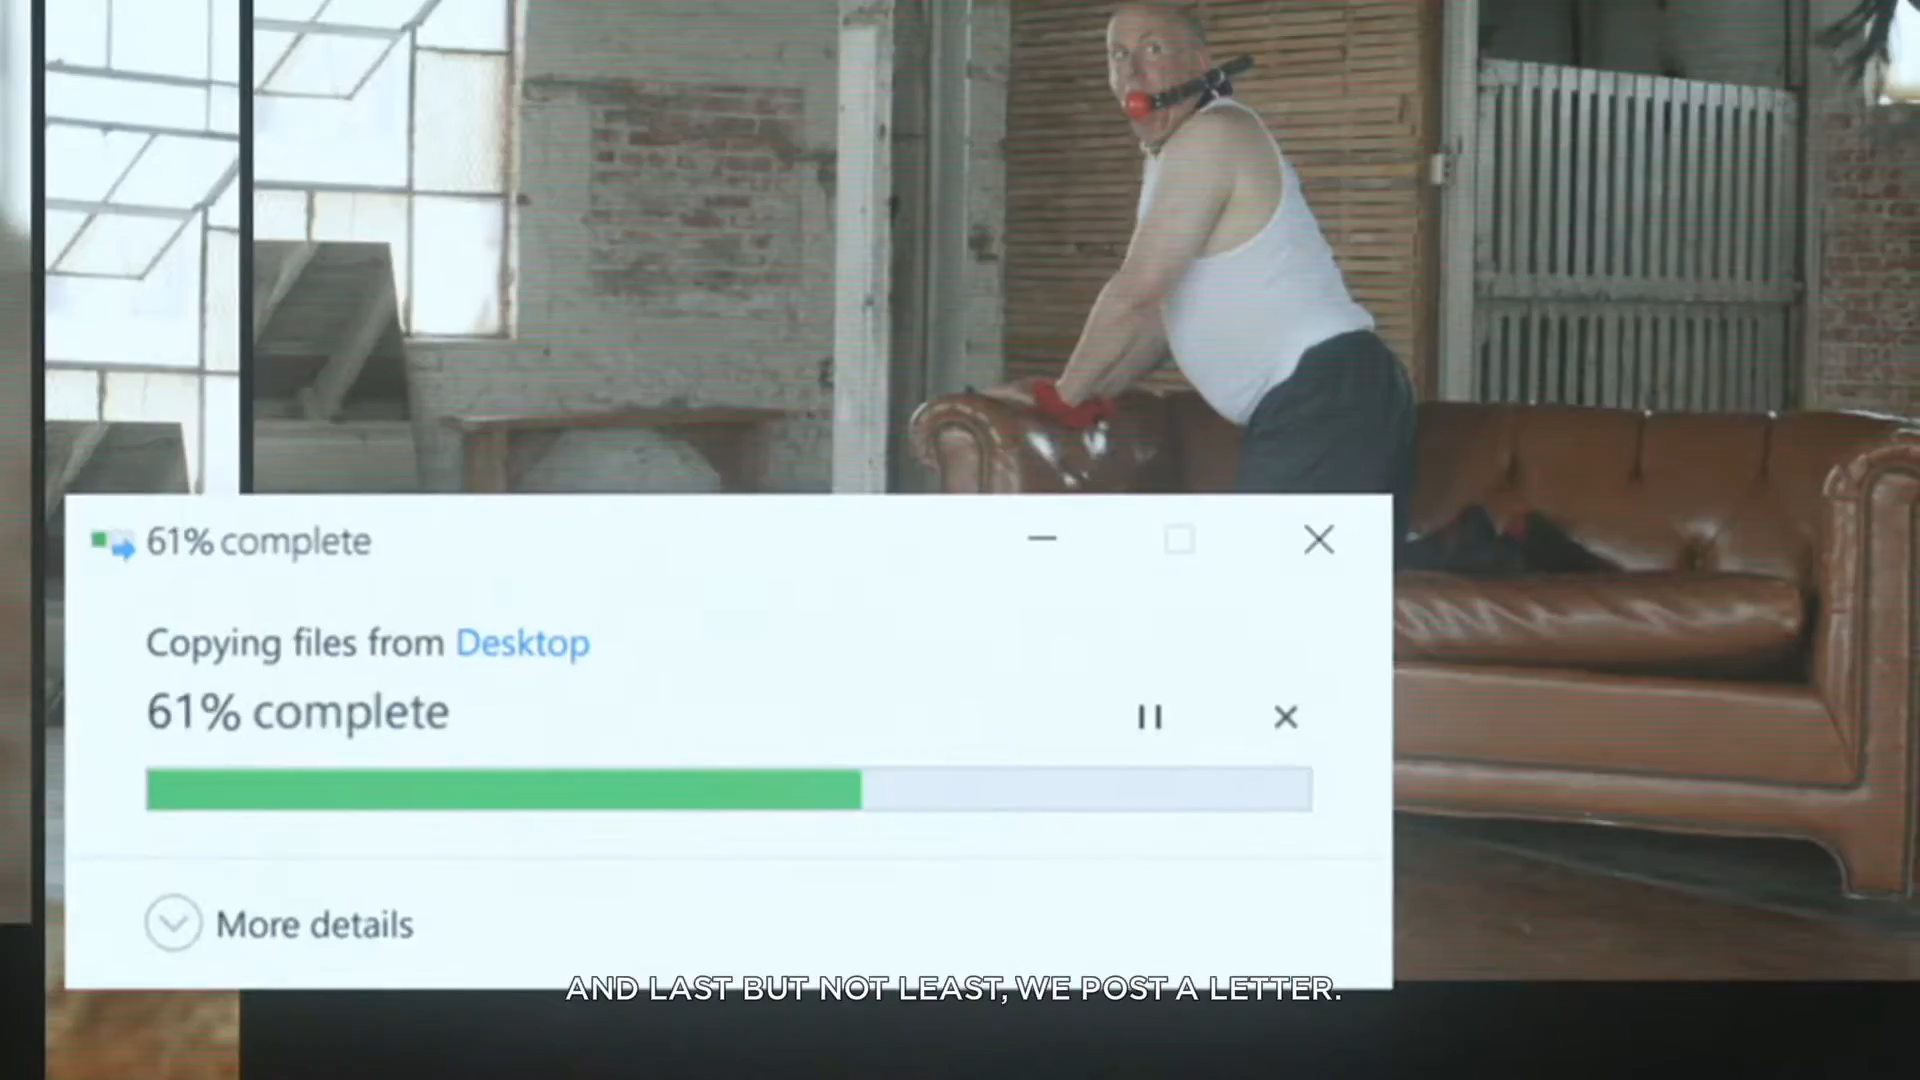 61% complete
Copying files from Desktop
61% complete
More details
AND LAST BUT NOT LEAST, WE POST A LETTER.